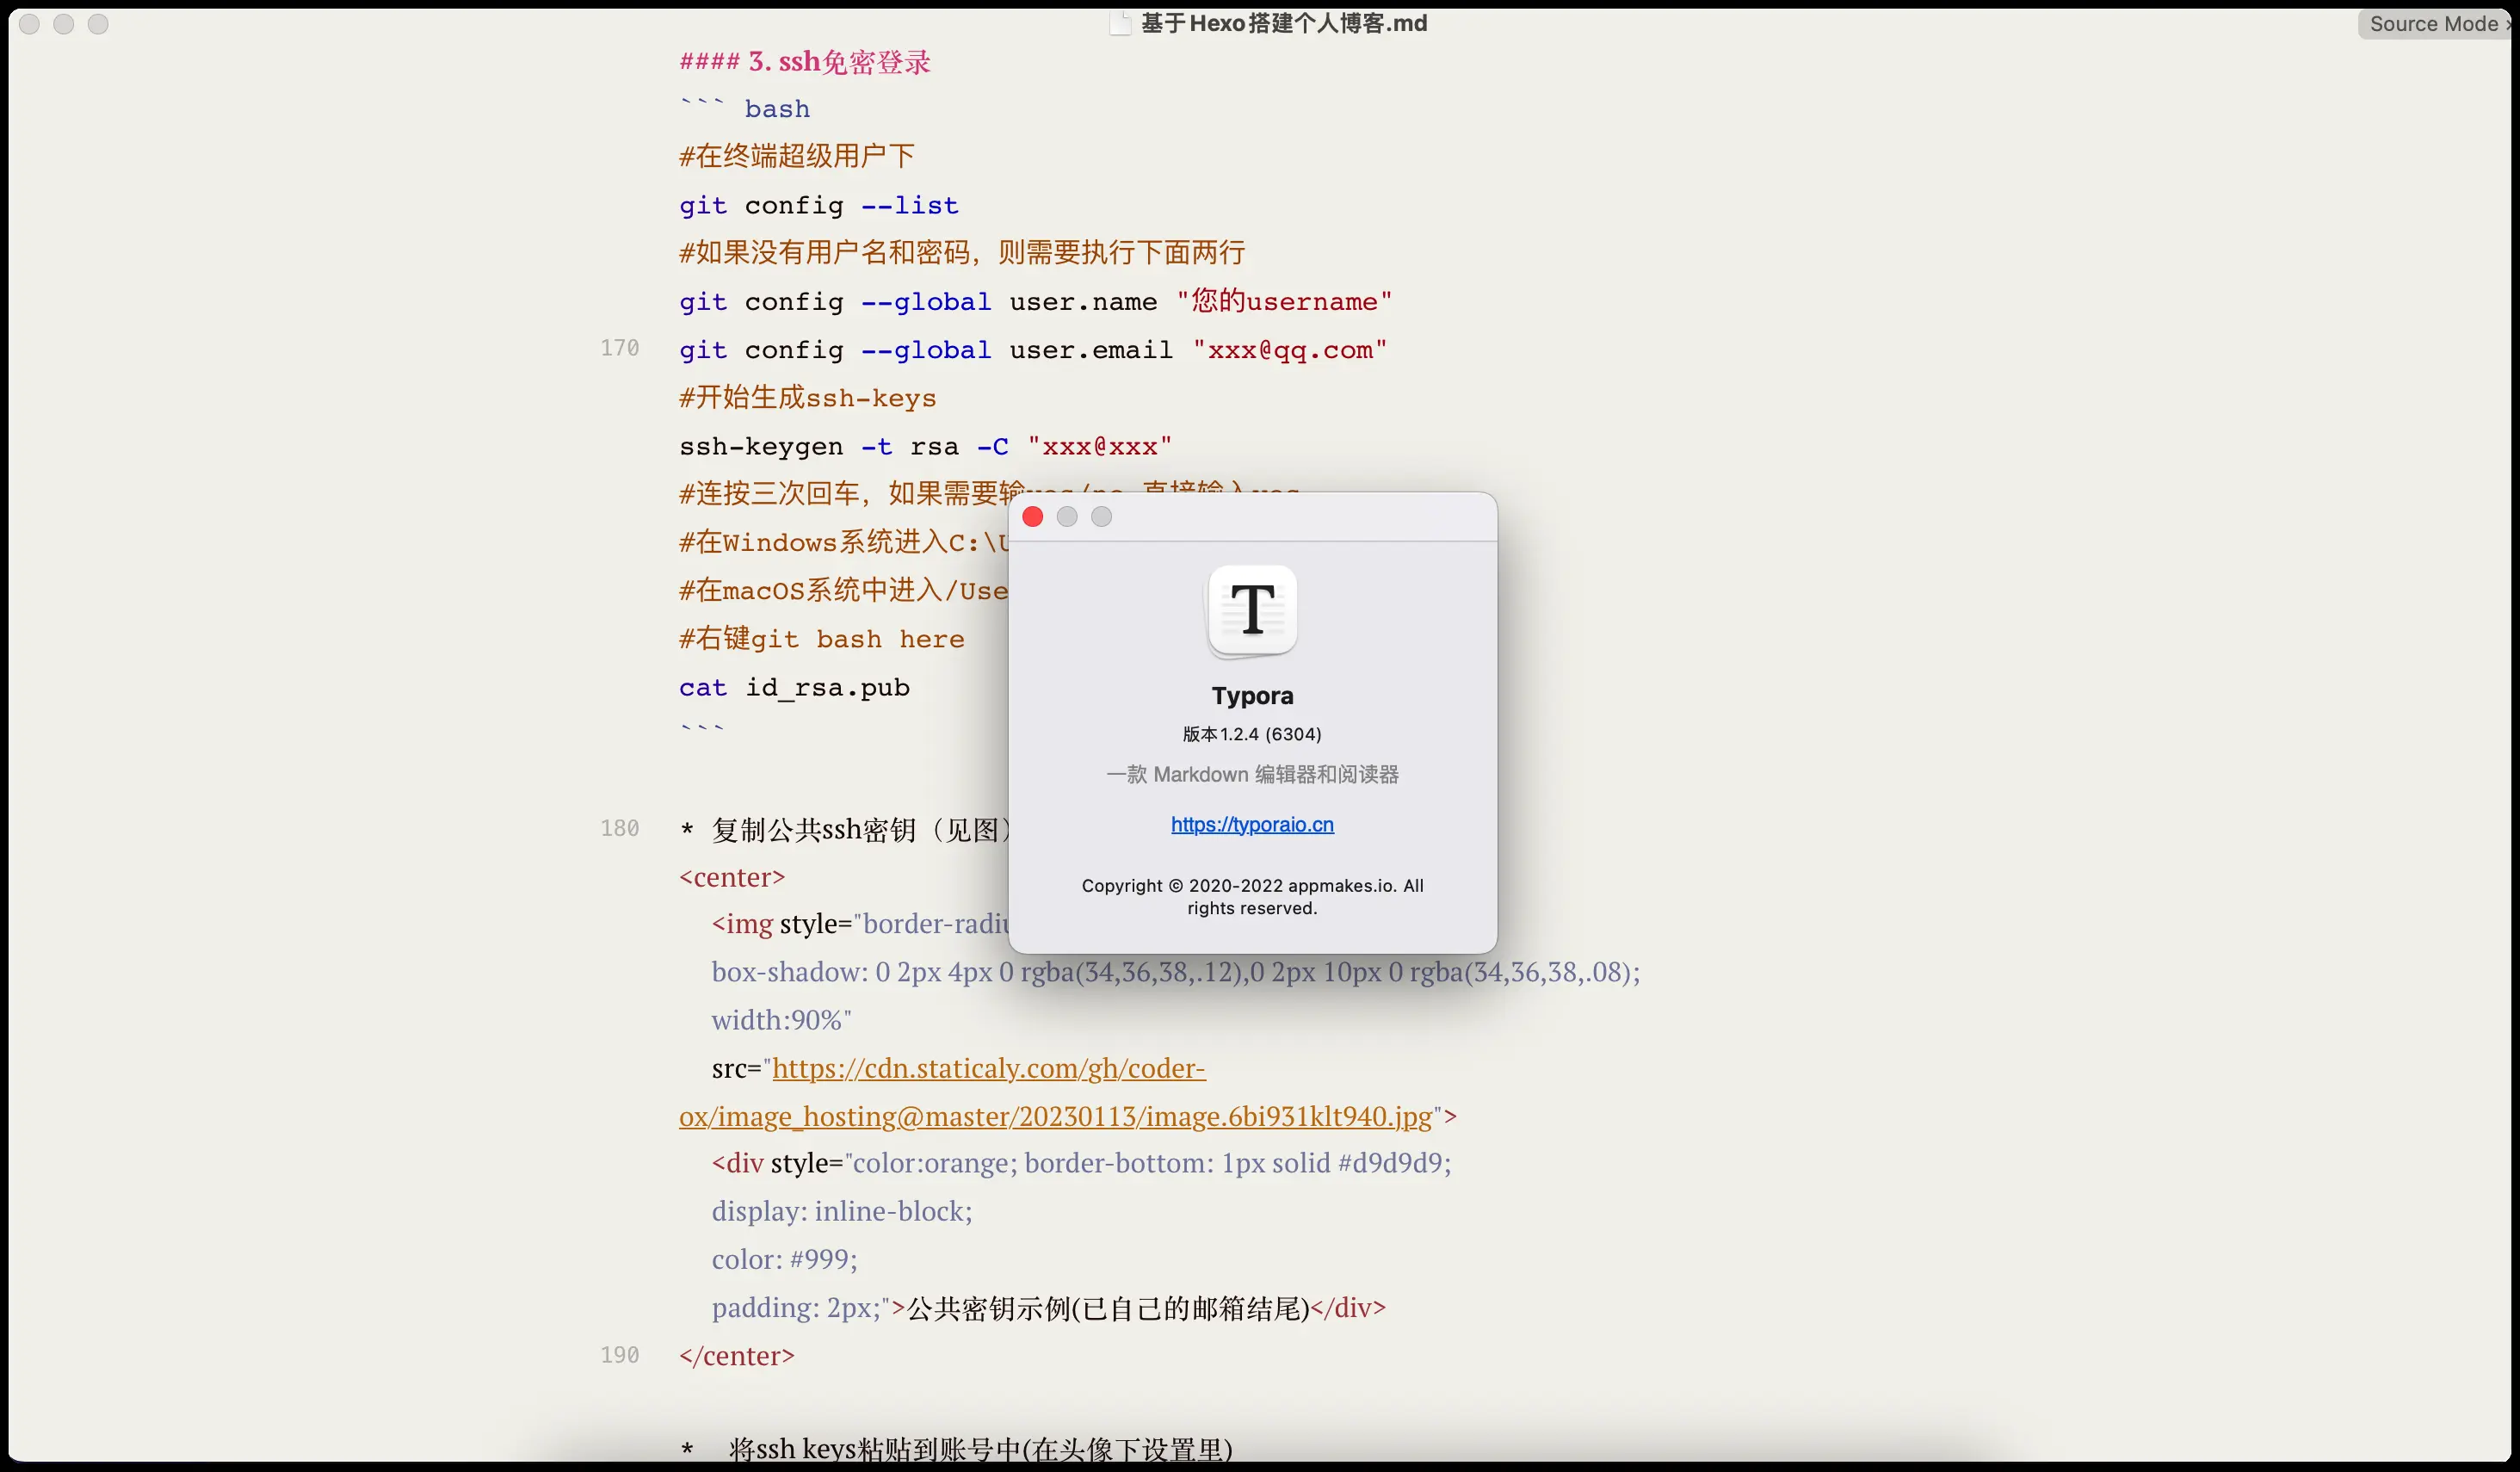 基于Hexo搭建个人博客.md
Source Mode ×
#### 3. ssh免密登录
``` bash
#在终端超级用户下
git config --list
#如果没有用户名和密码，则需要执行下面两行
git config --global user.name "您的username"
170 git config --global user.email "xxx@qq.com"
#开始生成ssh-keys
ssh-keygen -t rsa -C "xxx@xxx"
#连按三次回车，如果需要输yes/no 直接输入yes
#在Windows系统进入C:\U
#在macOS系统中进入/Use
#右键git bash here
cat id_rsa.pub
```
180 * 复制公共ssh密钥（见图）
<center>
<img style="border-radiu
box-shadow: 0 2px 4px 0 rgba(34,36,38,.12),0 2px 10px 0 rgba(34,36,38,.08);
width:90%"
src="https://cdn.staticaly.com/gh/coder-
ox/image_hosting@master/20230113/image.6bi931klt940.jpg">
<div style="color:orange; border-bottom: 1px solid #d9d9d9;
display: inline-block;
color: #999;
padding: 2px;">公共密钥示例(已自己的邮箱结尾)</div>
190 </center>
* 将ssh keys粘贴到账号中(在头像下设置里)
T
Typora
版本1.2.4 (6304)
一款 Markdown 编辑器和阅读器
https://typoraio.cn
Copyright © 2020-2022 appmakes.io. All
rights reserved.